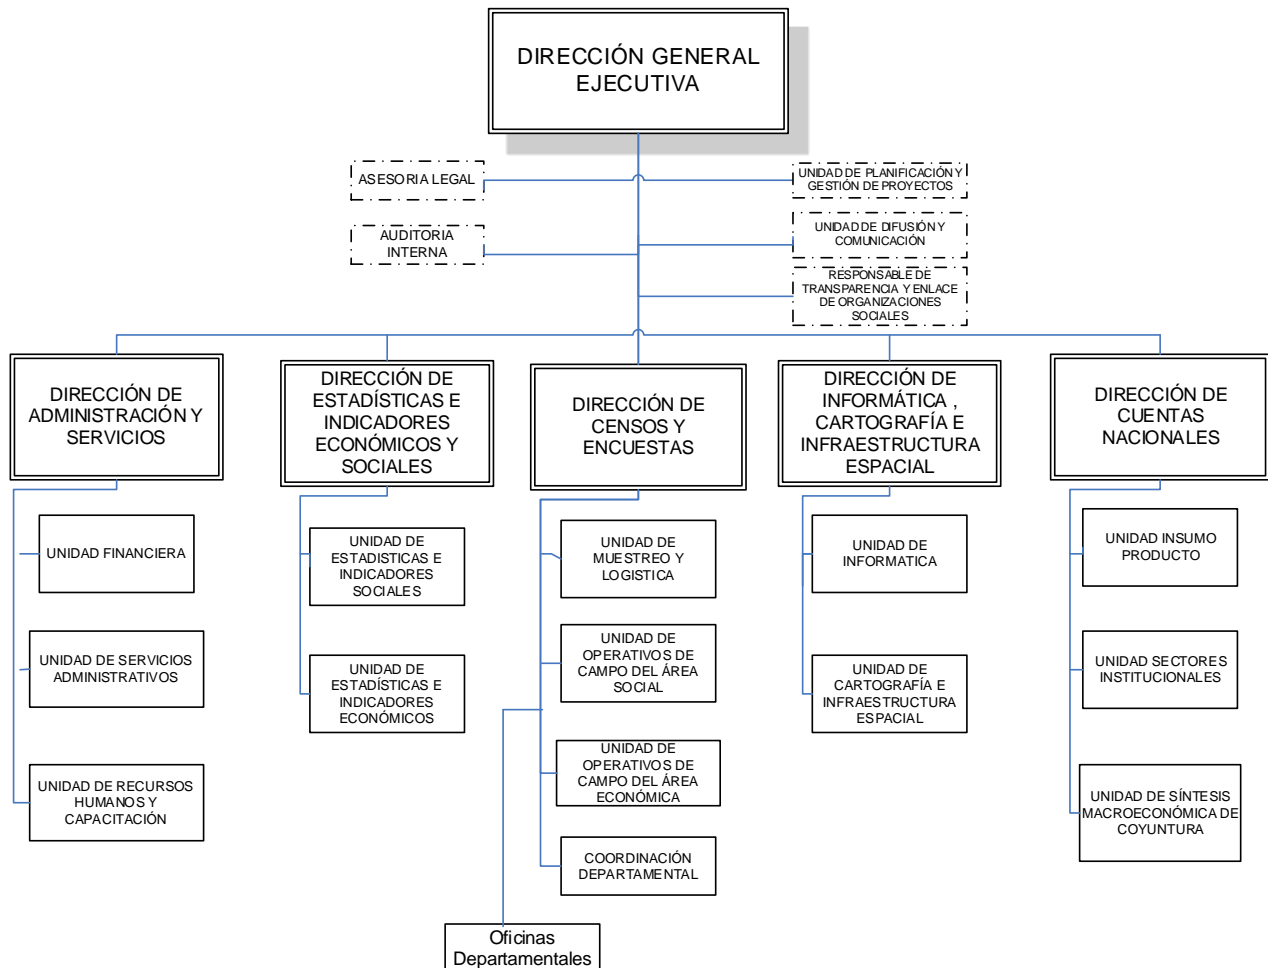 DIRECCIÓN GENERAL
EJECUTIVA
ASESORIA LEGAL
UNIDAD DE PLANIFICACIÓN Y
GESTIÓN DE PROYECTOS
AUDITORIA
INTERNA
UNIDAD DE DIFUSIÓN Y
COMUNICACIÓN
RESPONSABLE DE
TRANSPARENCIA Y ENLACE
DE ORGANIZACIONES
SOCIALES
DIRECCIÓN DE
ADMINISTRACIÓN Y
SERVICIOS
DIRECCIÓN DE
ESTADÍSTICAS E
INDICADORES
ECONÓMICOS Y
SOCIALES
DIRECCIÓN DE
CENSOS Y
ENCUESTAS
DIRECCIÓN DE
INFORMÁTICA ,
CARTOGRAFÍA E
INFRAESTRUCTURA
ESPACIAL
DIRECCIÓN DE
CUENTAS
NACIONALES
UNIDAD FINANCIERA
UNIDAD DE SERVICIOS
ADMINISTRATIVOS
UNIDAD DE RECURSOS
HUMANOS Y
CAPACITACIÓN
UNIDAD DE
ESTADISTICAS E
INDICADORES
SOCIALES
UNIDAD DE
ESTADÍSTICAS E
INDICADORES
ECONÓMICOS
UNIDAD DE
MUESTREO Y
LOGISTICA
UNIDAD DE
OPERATIVOS DE
CAMPO DEL ÁREA
SOCIAL
UNIDAD DE
OPERATIVOS DE
CAMPO DEL ÁREA
ECONÓMICA
COORDINACIÓN
DEPARTAMENTAL
Oficinas
Departamentales
UNIDAD DE
INFORMATICA
UNIDAD DE
CARTOGRAFÍA E
INFRAESTRUCTURA
ESPACIAL
UNIDAD INSUMO
PRODUCTO
UNIDAD SECTORES
INSTITUCIONALES
UNIDAD DE SÍNTESIS
MACROECONÓMICA DE
COYUNTURA